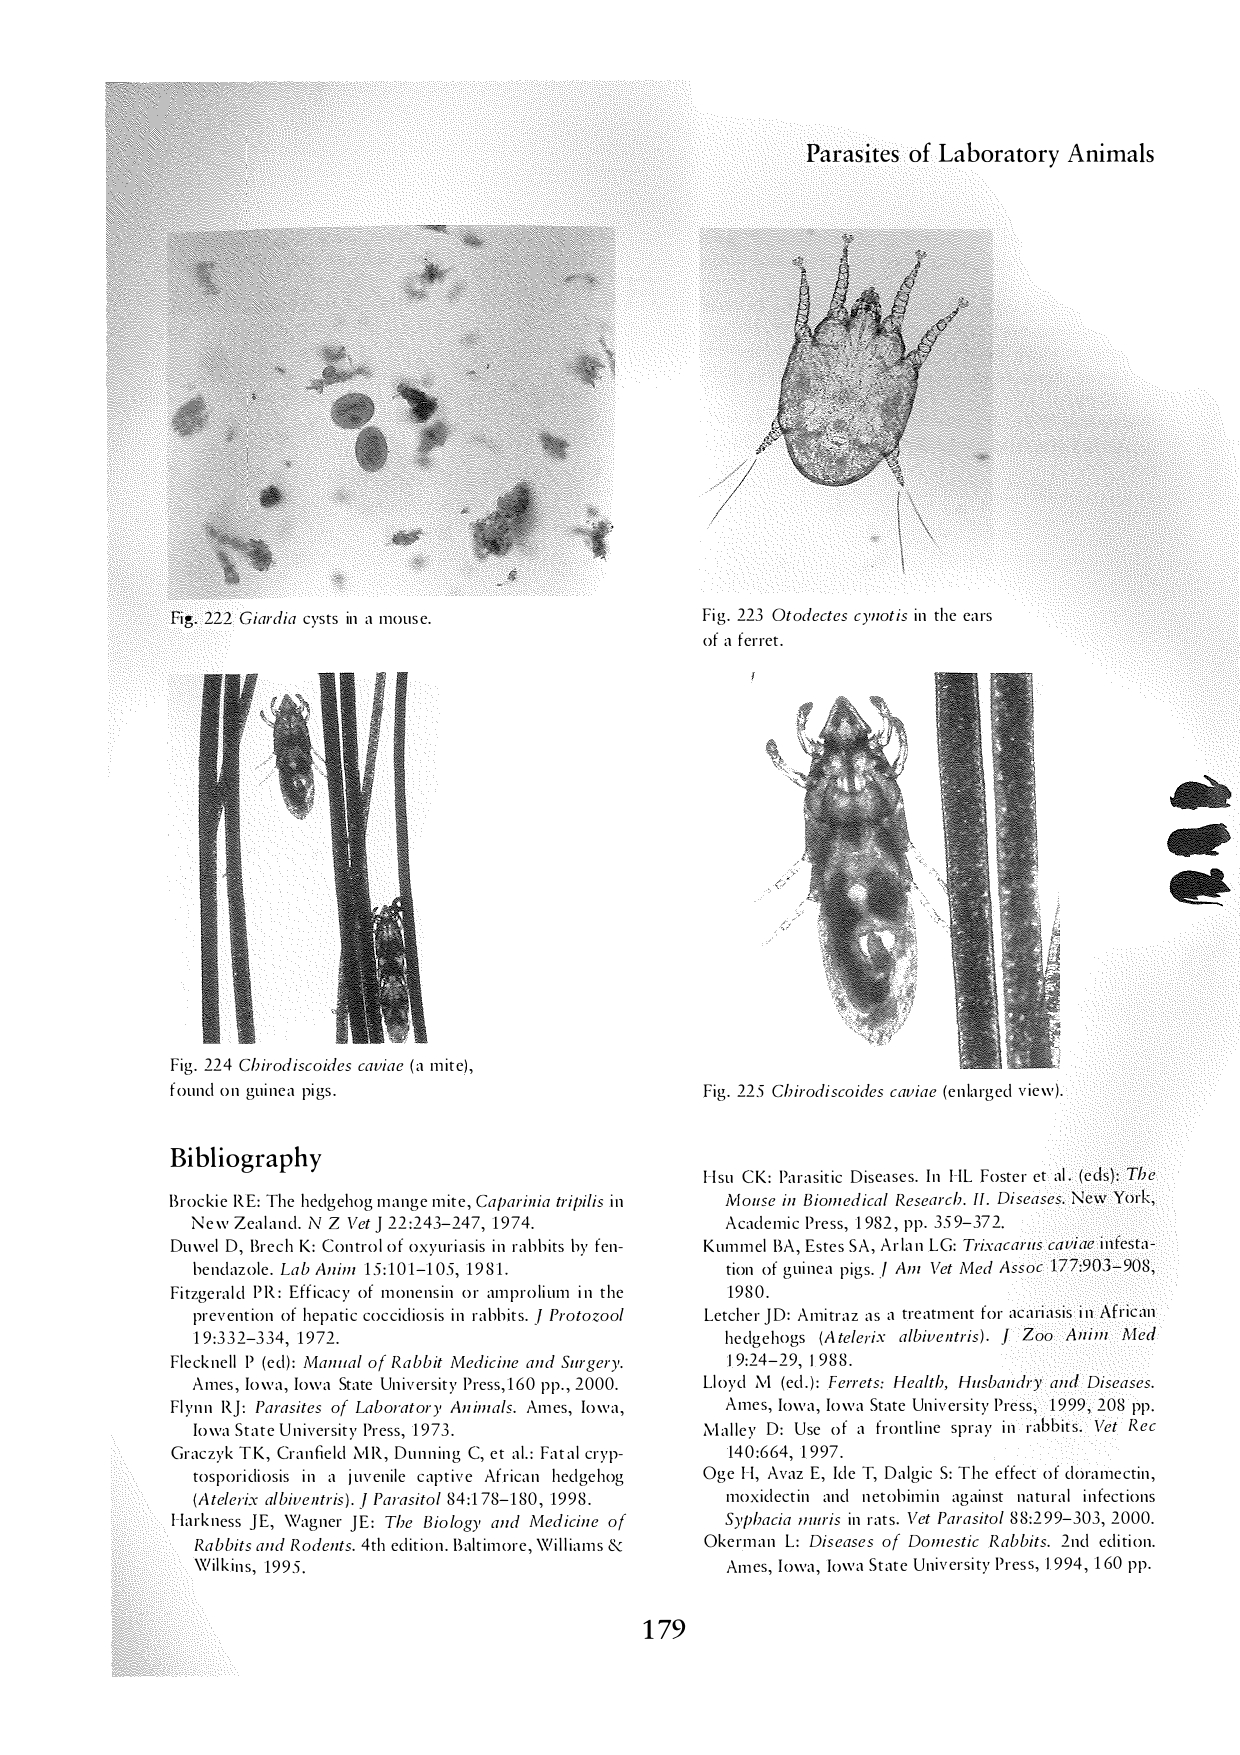 Parasites of Laboratory Animals
Fig. 222 Giardia cysts in a mouse.
Fig. 223 Otodectes cynotis in the ears
of a ferret.
Fig. 224 Chirodiscoides caviae (a mite),
found on guinea pigs.
Fig. 225 Chirodiscoides caviae (enlarged view).
Bibliography
Brockie RE: The hedgehog mange mite, Caparinia tripilis in
New Zealand. N Z Vet J 22:243–247, 1974.
Duwel D, Brech K: Control of oxyuriasis in rabbits by fen-
bendazole. Lab Anim 15:101–105, 1981.
Fitzgerald PR: Efficacy of monensin or amprolium in the
prevention of hepatic coccidiosis in rabbits. J Protozool
19:332–334, 1972.
Flecknell P (ed): Manual of Rabbit Medicine and Surgery.
Ames, Iowa, Iowa State University Press,160 pp., 2000.
Flynn RJ: Parasites of Laboratory Animals. Ames, Iowa,
Iowa State University Press, 1973.
Graczyk TK, Cranfield MR, Dunning C, et al.: Fatal cryp-
tosporidiosis in a juvenile captive African hedgehog
(Atelerix albiventris). J Parasitol 84:178–180, 1998.
Harkness JE, Wagner JE: The Biology and Medicine of
Rabbits and Rodents. 4th edition. Baltimore, Williams &
Wilkins, 1995.
Hsu CK: Parasitic Diseases. In HL Foster et al. (eds): The
Mouse in Biomedical Research. II. Diseases. New York,
Academic Press, 1982, pp. 359–372.
Kummel BA, Estes SA, Arlan LG: Trixacarus caviae infesta-
tion of guinea pigs. J Am Vet Med Assoc 177:903–908,
1980.
Letcher JD: Amitraz as a treatment for acariasis in African
hedgehogs (Atelerix albiventris). J Zoo Anim Med
19:24–29, 1988.
Lloyd M (ed.): Ferrets: Health, Husbandry and Diseases.
Ames, Iowa, Iowa State University Press, 1999, 208 pp.
Malley D: Use of a frontline spray in rabbits. Vet Rec
140:664, 1997.
Oge H, Avaz E, Ide T, Dalgic S: The effect of doramectin,
moxidectin and netobimin against natural infections
Syphacia muris in rats. Vet Parasitol 88:299–303, 2000.
Okerman L: Diseases of Domestic Rabbits. 2nd edition.
Ames, Iowa, Iowa State University Press, 1994, 160 pp.
179